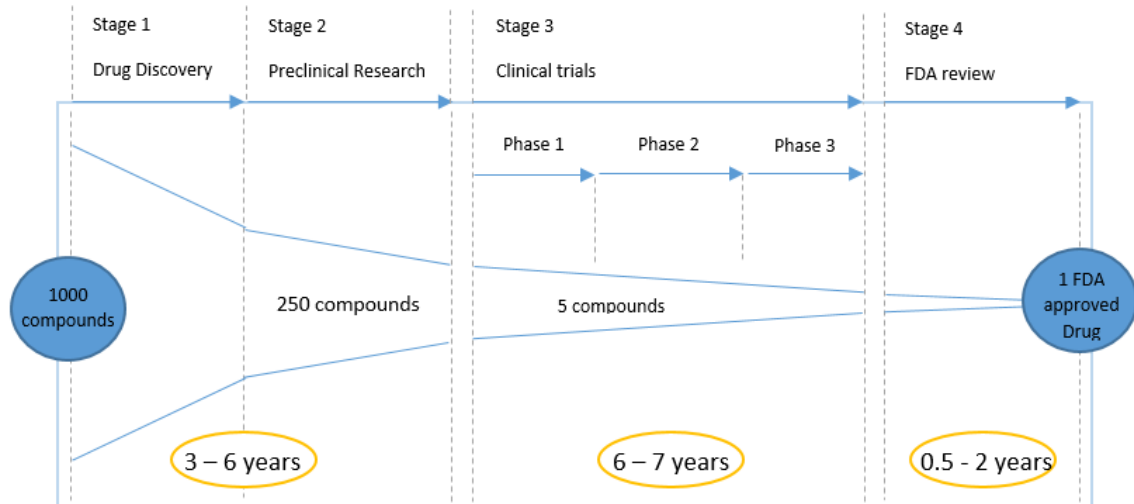 Stage 1
Drug Discovery
Stage 2
Preclinical Research
Stage 3
Clinical trials
Stage 4
FDA review
Phase 1
Phase 2
Phase 3
1000
compounds
250 compounds
5 compounds
1 FDA
approved
Drug
3 – 6 years
6 – 7 years
0.5 - 2 years